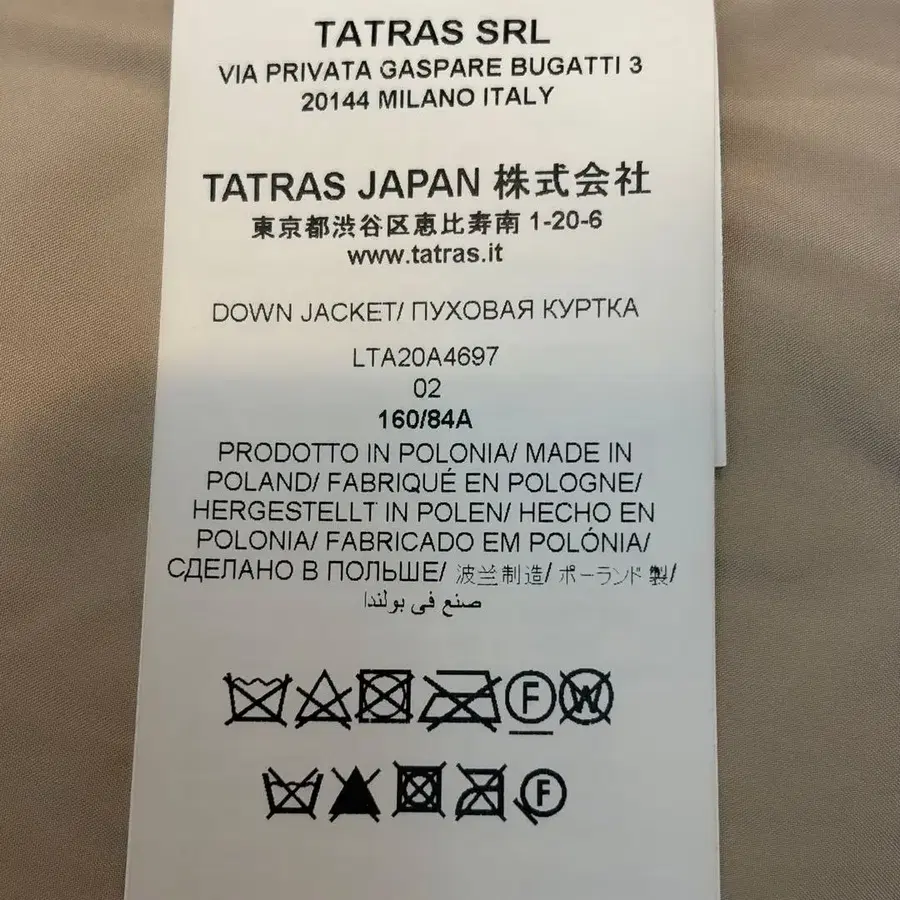 TATRAS SRL
VIA PRIVATA GASPARE BUGATTI 3
20144 MILANO ITALY
TATRAS JAPAN 株式会社
東京都渋谷区恵比寿南 1-20-6
www.tatras.it
DOWN JACKET/ ПУХОВАЯ КУРТКА
LTA20A4697
02
160/84A
PRODOTTO IN POLONIA/ MADE IN
POLAND/ FABRIQUÉ EN POLOGNE/
HERGESTELLT IN POLEN/ HECHO EN
POLONIA/ FABRICADO EM POLÓNIA/
СДЕЛАНО В ПОЛЬШЕ/ 波兰制造/ ポーランド 製/
صنع في بولندا
F W
F